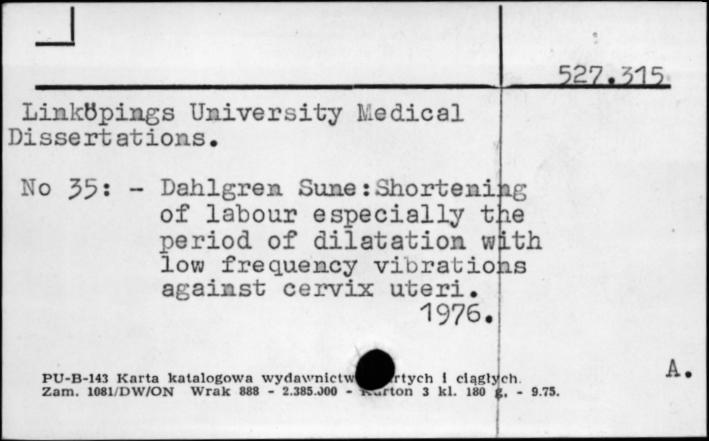 527.315
Linköpings University Medical
Dissertations.
No 35: - Dahlgren Sune:Shortening
of labour especially the
period of dilatation with
low frequency vibrations
against cervix uteri.
1976.
A.
PU-B-143 Karta katalogowa wydawnictw i ciągłych.
Zam. 1081/DW/ON Wrak 888 - 2.385.000 - Karton 3 kl. 180 g. - 9.75.